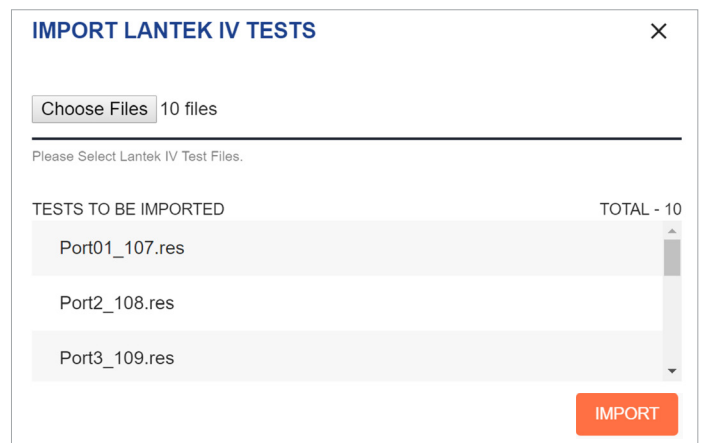 IMPORT LANTEK IV TESTS
Choose Files 10 files
Please Select Lantek IV Test Files.
TESTS TO BE IMPORTED TOTAL - 10
Port01_107.res
Port2_108.res
Port3_109.res
IMPORT